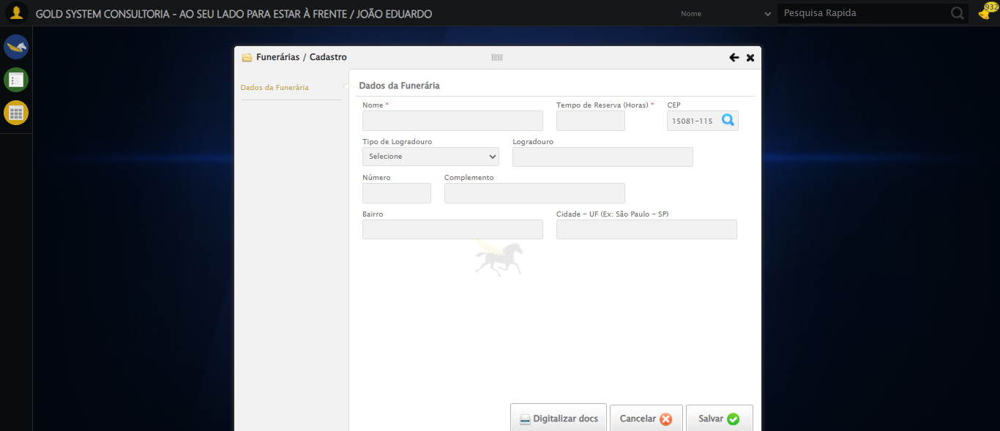 GOLD SYSTEM CONSULTORIA - AO SEU LADO PARA ESTAR À FRENTE / JOÃO EDUARDO
Nome
Pesquisa Rapida
932
Funerárias / Cadastro
Dados da Funerária
Dados da Funerária
Nome * Tempo de Reserva (Horas) * CEP
15081-115
Tipo de Logradouro Logradouro
Selecione
Número Complemento
Bairro Cidade - UF (Ex: São Paulo - SP)
Digitalizar docs Cancelar Salvar